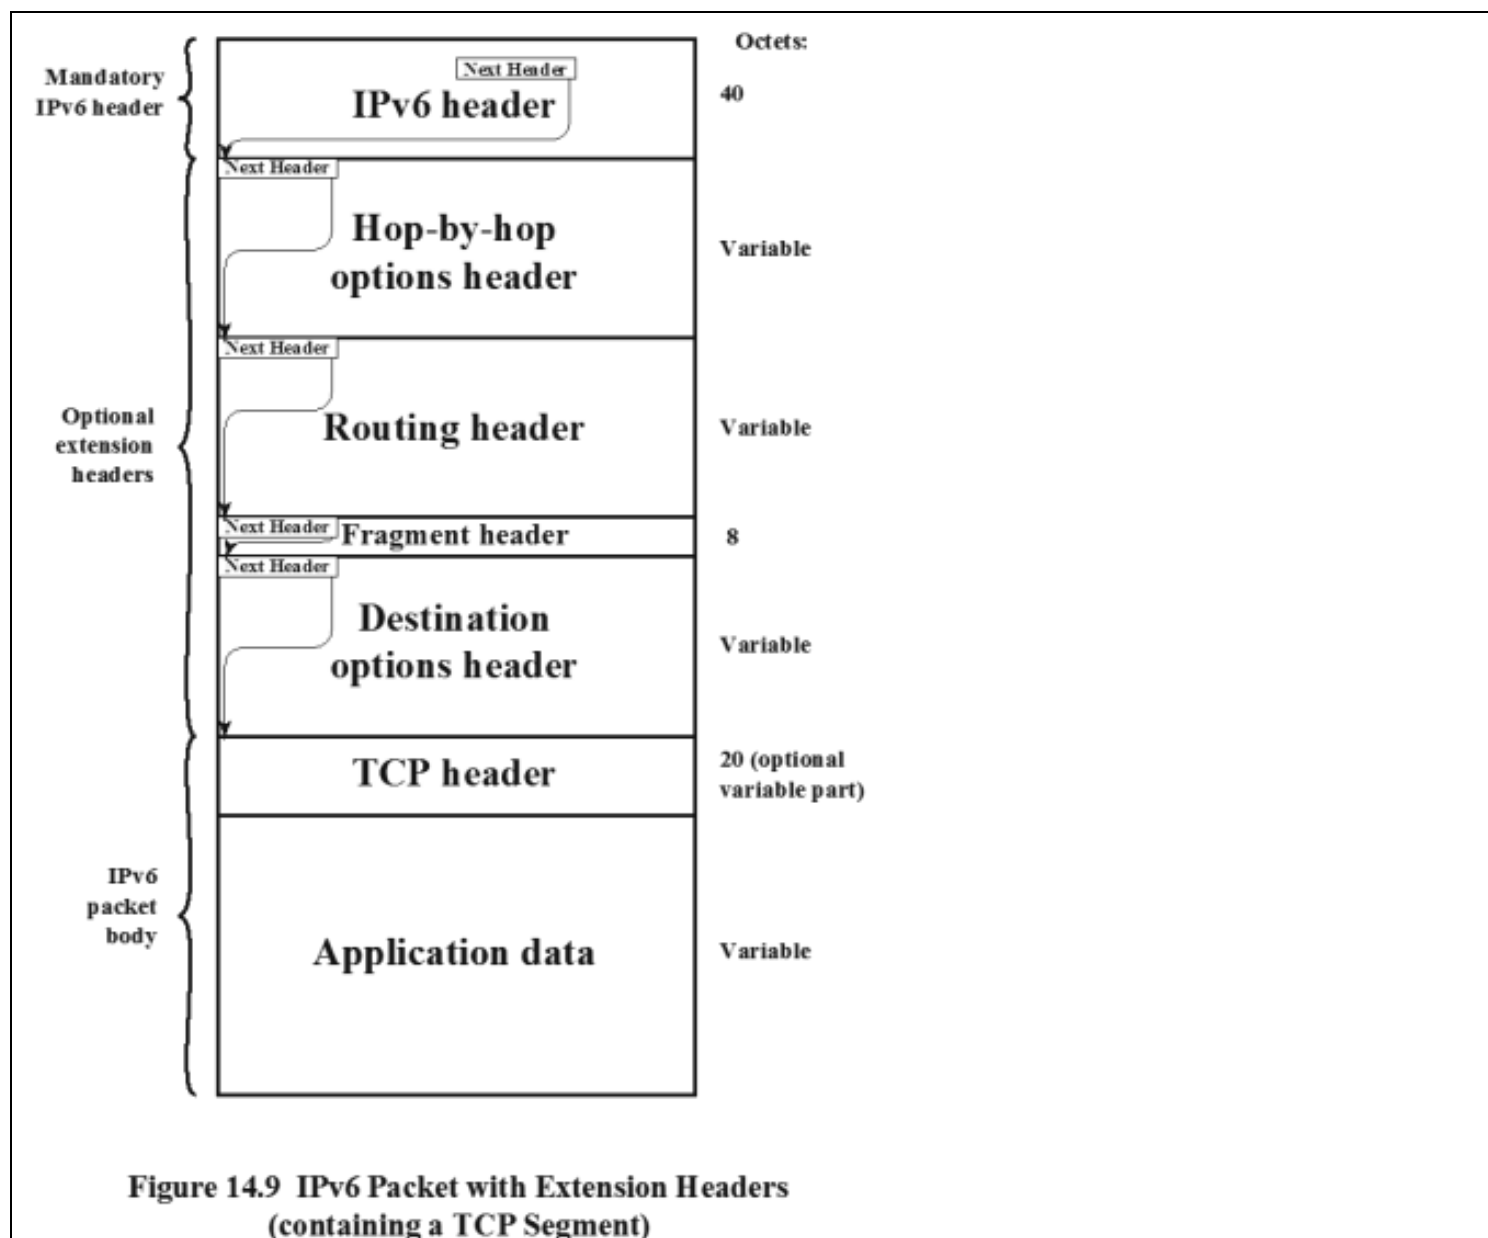 Octets:
Mandatory
IPv6 header
Next Header
IPv6 header
40
Next Header
Hop-by-hop
options header
Variable
Next Header
Optional
extension
headers
Routing header
Variable
Next Header
Fragment header
8
Next Header
Destination
options header
Variable
TCP header
20 (optional
variable part)
IPv6
packet
body
Application data
Variable
Figure 14.9 IPv6 Packet with Extension Headers
(containing a TCP Segment)